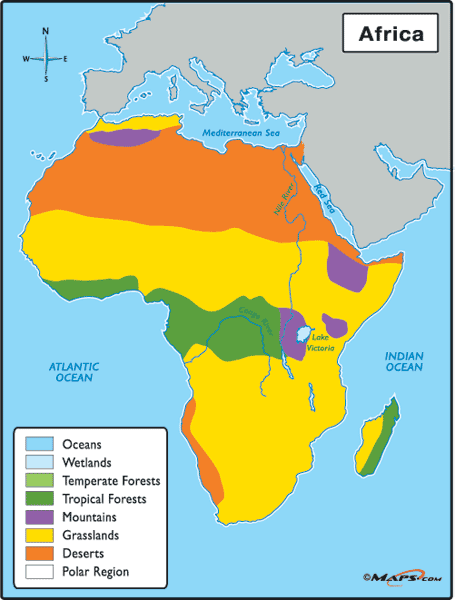 Africa
N
W
E
S
Mediterranean Sea
Nile River
Red Sea
Congo River
Lake
Victoria
ATLANTIC
OCEAN
INDIAN
OCEAN
Oceans
Wetlands
Temperate Forests
Tropical Forests
Mountains
Grasslands
Deserts
Polar Region
©MAPS.COM